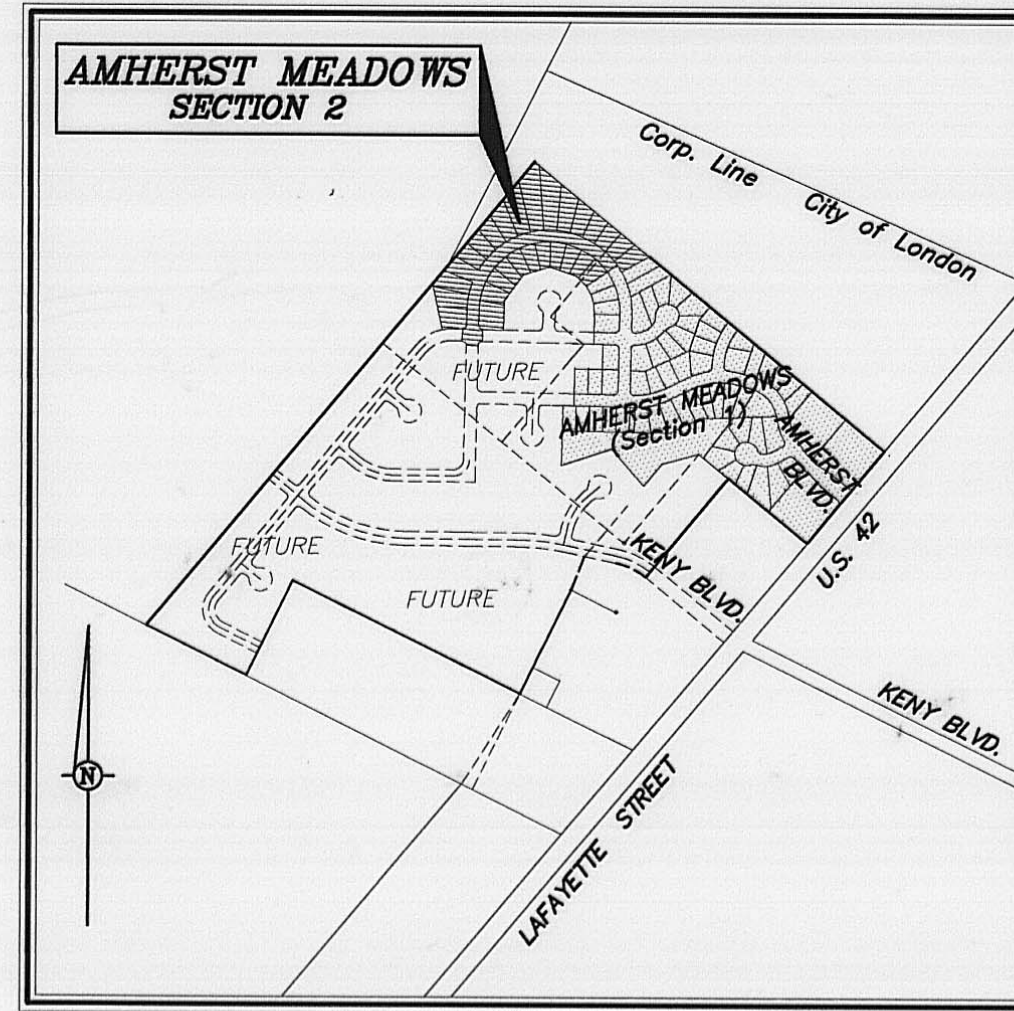 AMHERST MEADOWS
SECTION 2
Corp. Line City of London
FUTURE
AMHERST MEADOWS
(Section 1)
AMHERST
BLVD.
U.S. 42
KENY BLVD.
FUTURE
FUTURE
KENY BLVD.
N
LAFAYETTE STREET